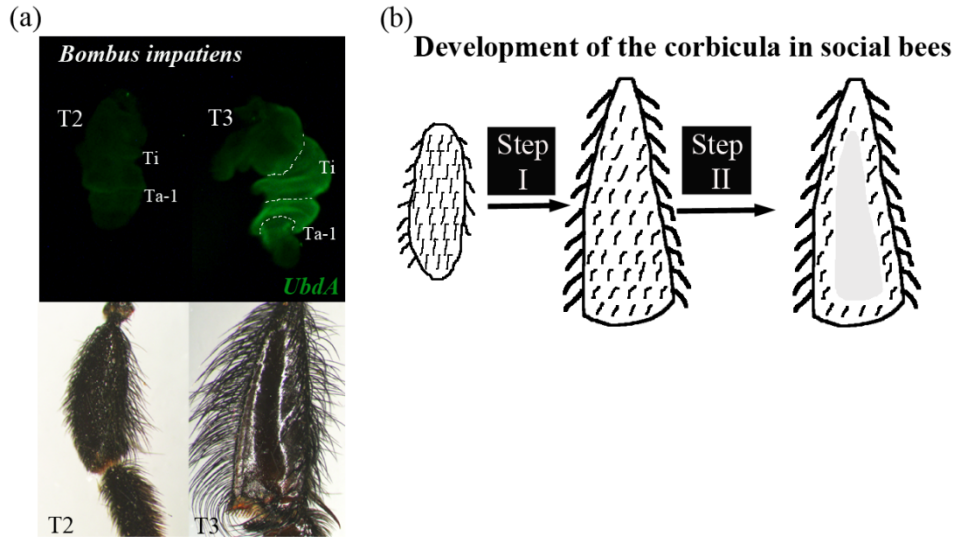 (a)
Bombus impatiens
T2
T3
Ti
Ti
Ta-1
Ta-1
UbdA
T2
T3
(b)
Development of the corbicula in social bees
Step
I
Step
II